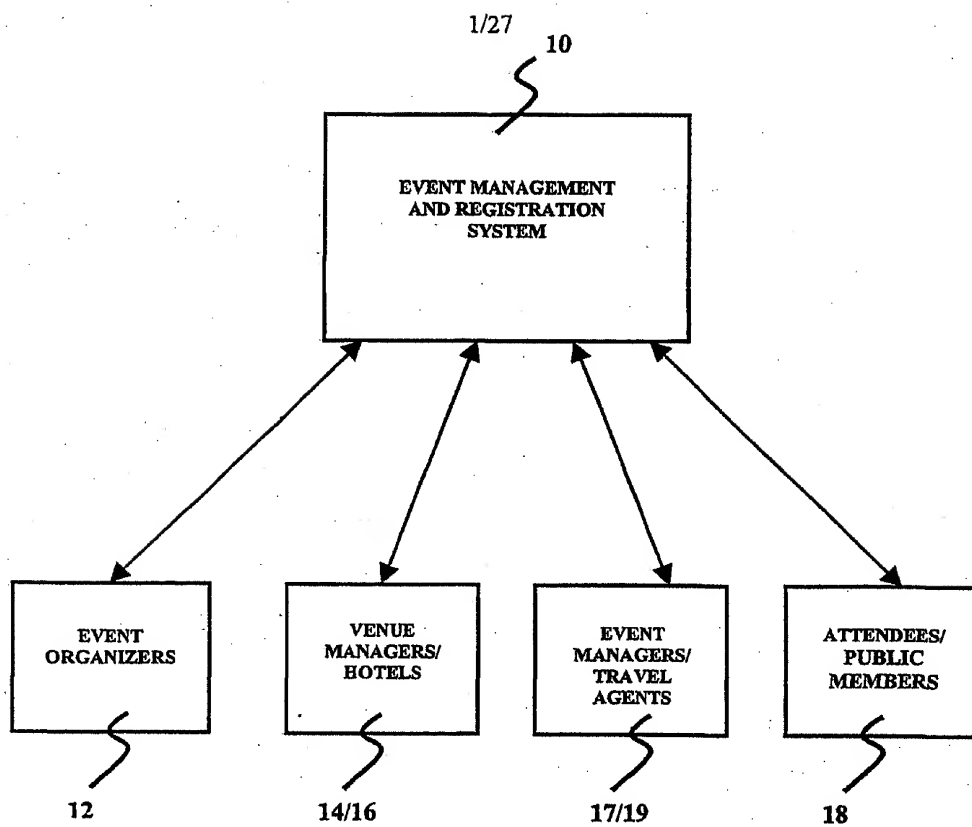 1/27
10
EVENT MANAGEMENT
AND REGISTRATION
SYSTEM
EVENT
ORGANIZERS
VENUE
MANAGERS/
HOTELS
EVENT
MANAGERS/
TRAVEL
AGENTS
ATTENDEES/
PUBLIC
MEMBERS
12
14/16
17/19
18